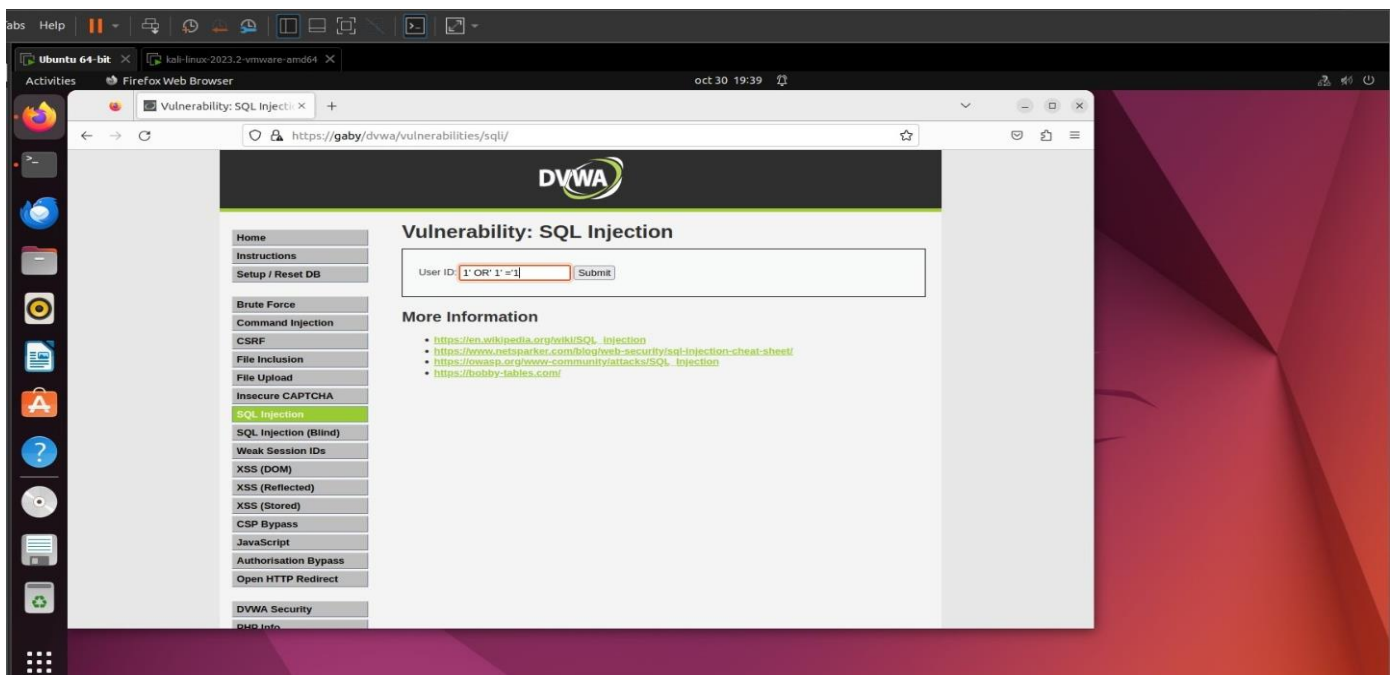 abs Help
Ubuntu 64-bit kali-linux-2023.2-vmware-amd64
Activities Firefox Web Browser oct 30 19:39
Vulnerability: SQL Injectio
https://gaby/dvwa/vulnerabilities/sqli/
DVWA
Home
Instructions
Setup / Reset DB
Brute Force
Command Injection
CSRF
File Inclusion
File Upload
Insecure CAPTCHA
SQL Injection
SQL Injection (Blind)
Weak Session IDs
XSS (DOM)
XSS (Reflected)
XSS (Stored)
CSP Bypass
JavaScript
Authorisation Bypass
Open HTTP Redirect
DVWA Security
PHP Info
Vulnerability: SQL Injection
User ID: 1' OR' 1' ='1 Submit
More Information
https://en.wikipedia.org/wiki/SQL_injection
https://www.netsparker.com/blog/web-security/sql-injection-cheat-sheet/
https://owasp.org/www-community/attacks/SQL_Injection
https://bobby-tables.com/